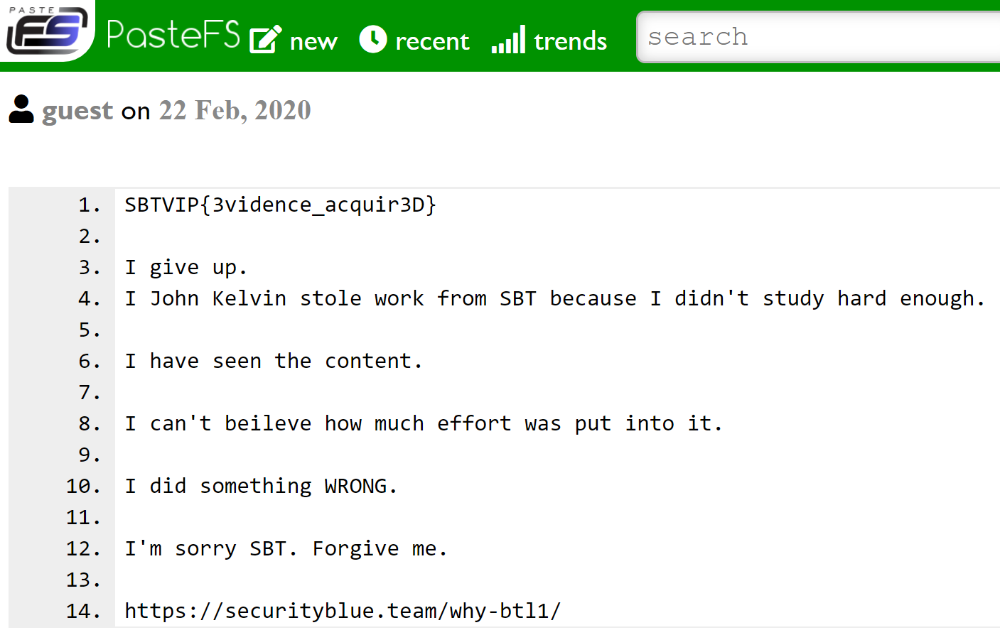 PASTE
FS
PasteFS new recent trends search
guest on 22 Feb, 2020
1. SBTVIP{3vidence_acquir3D}
2.
3. I give up.
4. I John Kelvin stole work from SBT because I didn't study hard enough.
5.
6. I have seen the content.
7.
8. I can't beileve how much effort was put into it.
9.
10. I did something WRONG.
11.
12. I'm sorry SBT. Forgive me.
13.
14. https://securityblue.team/why-btl1/